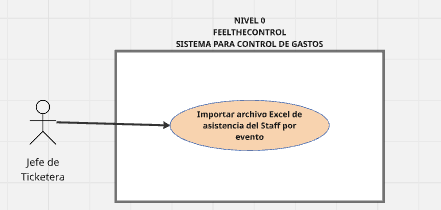 NIVEL 0
FEELTHECONTROL
SISTEMA PARA CONTROL DE GASTOS
Importar archivo Excel de
asistencia del Staff por
evento
Jefe de
Ticketera